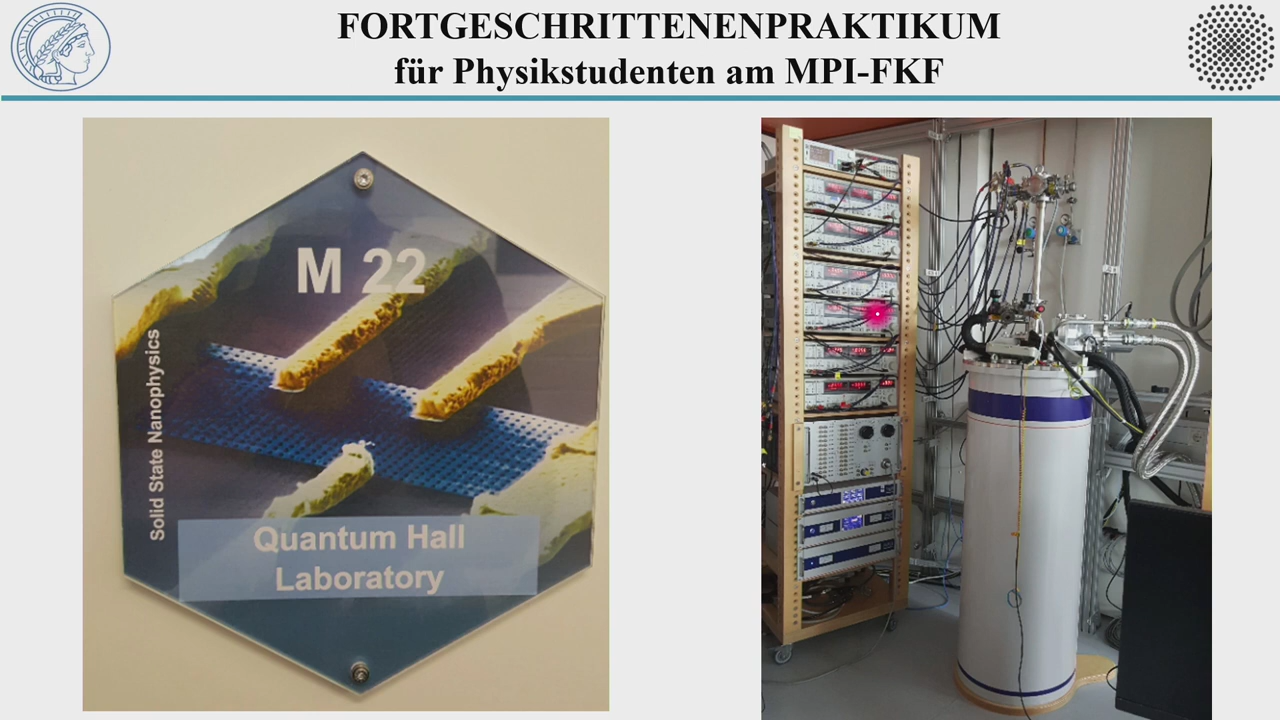 FORTGESCHRITTENENPRAKTIKUM
für Physikstudenten am MPI-FKF
M 22
Solid State Nanophysics
Quantum Hall
Laboratory